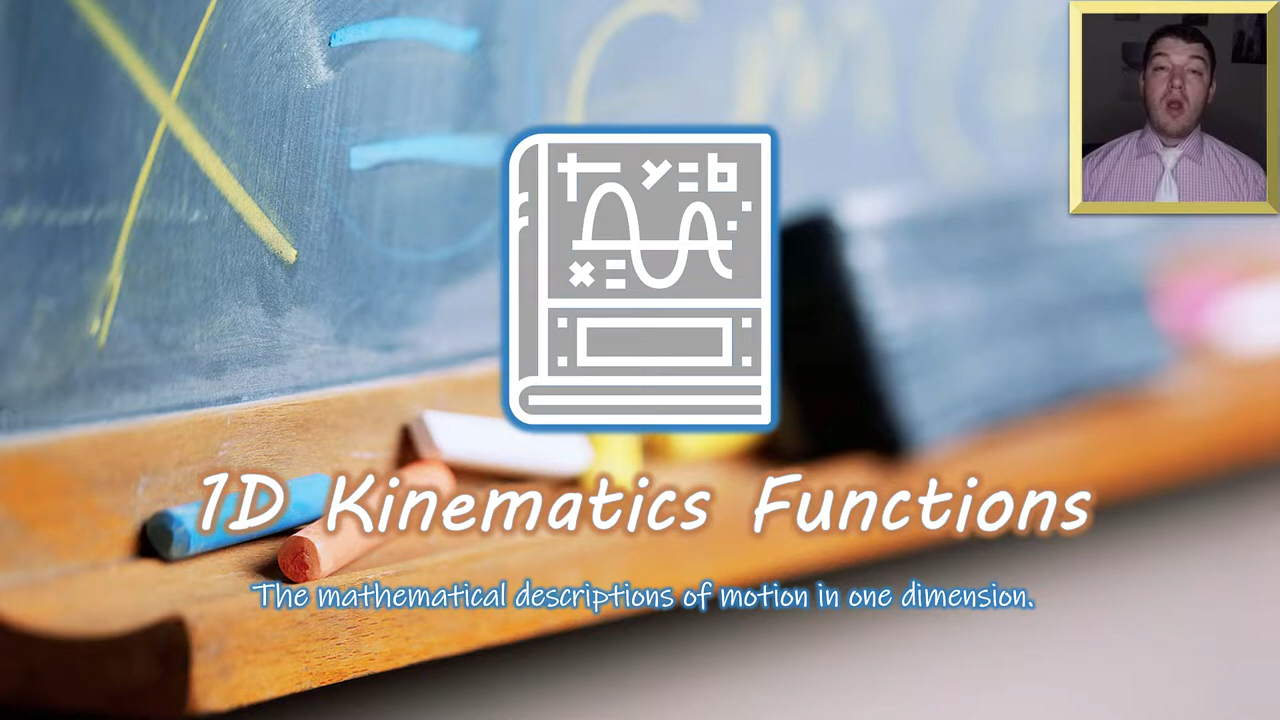 y=b
x=
1D Kinematics Functions
The mathematical descriptions of motion in one dimension.